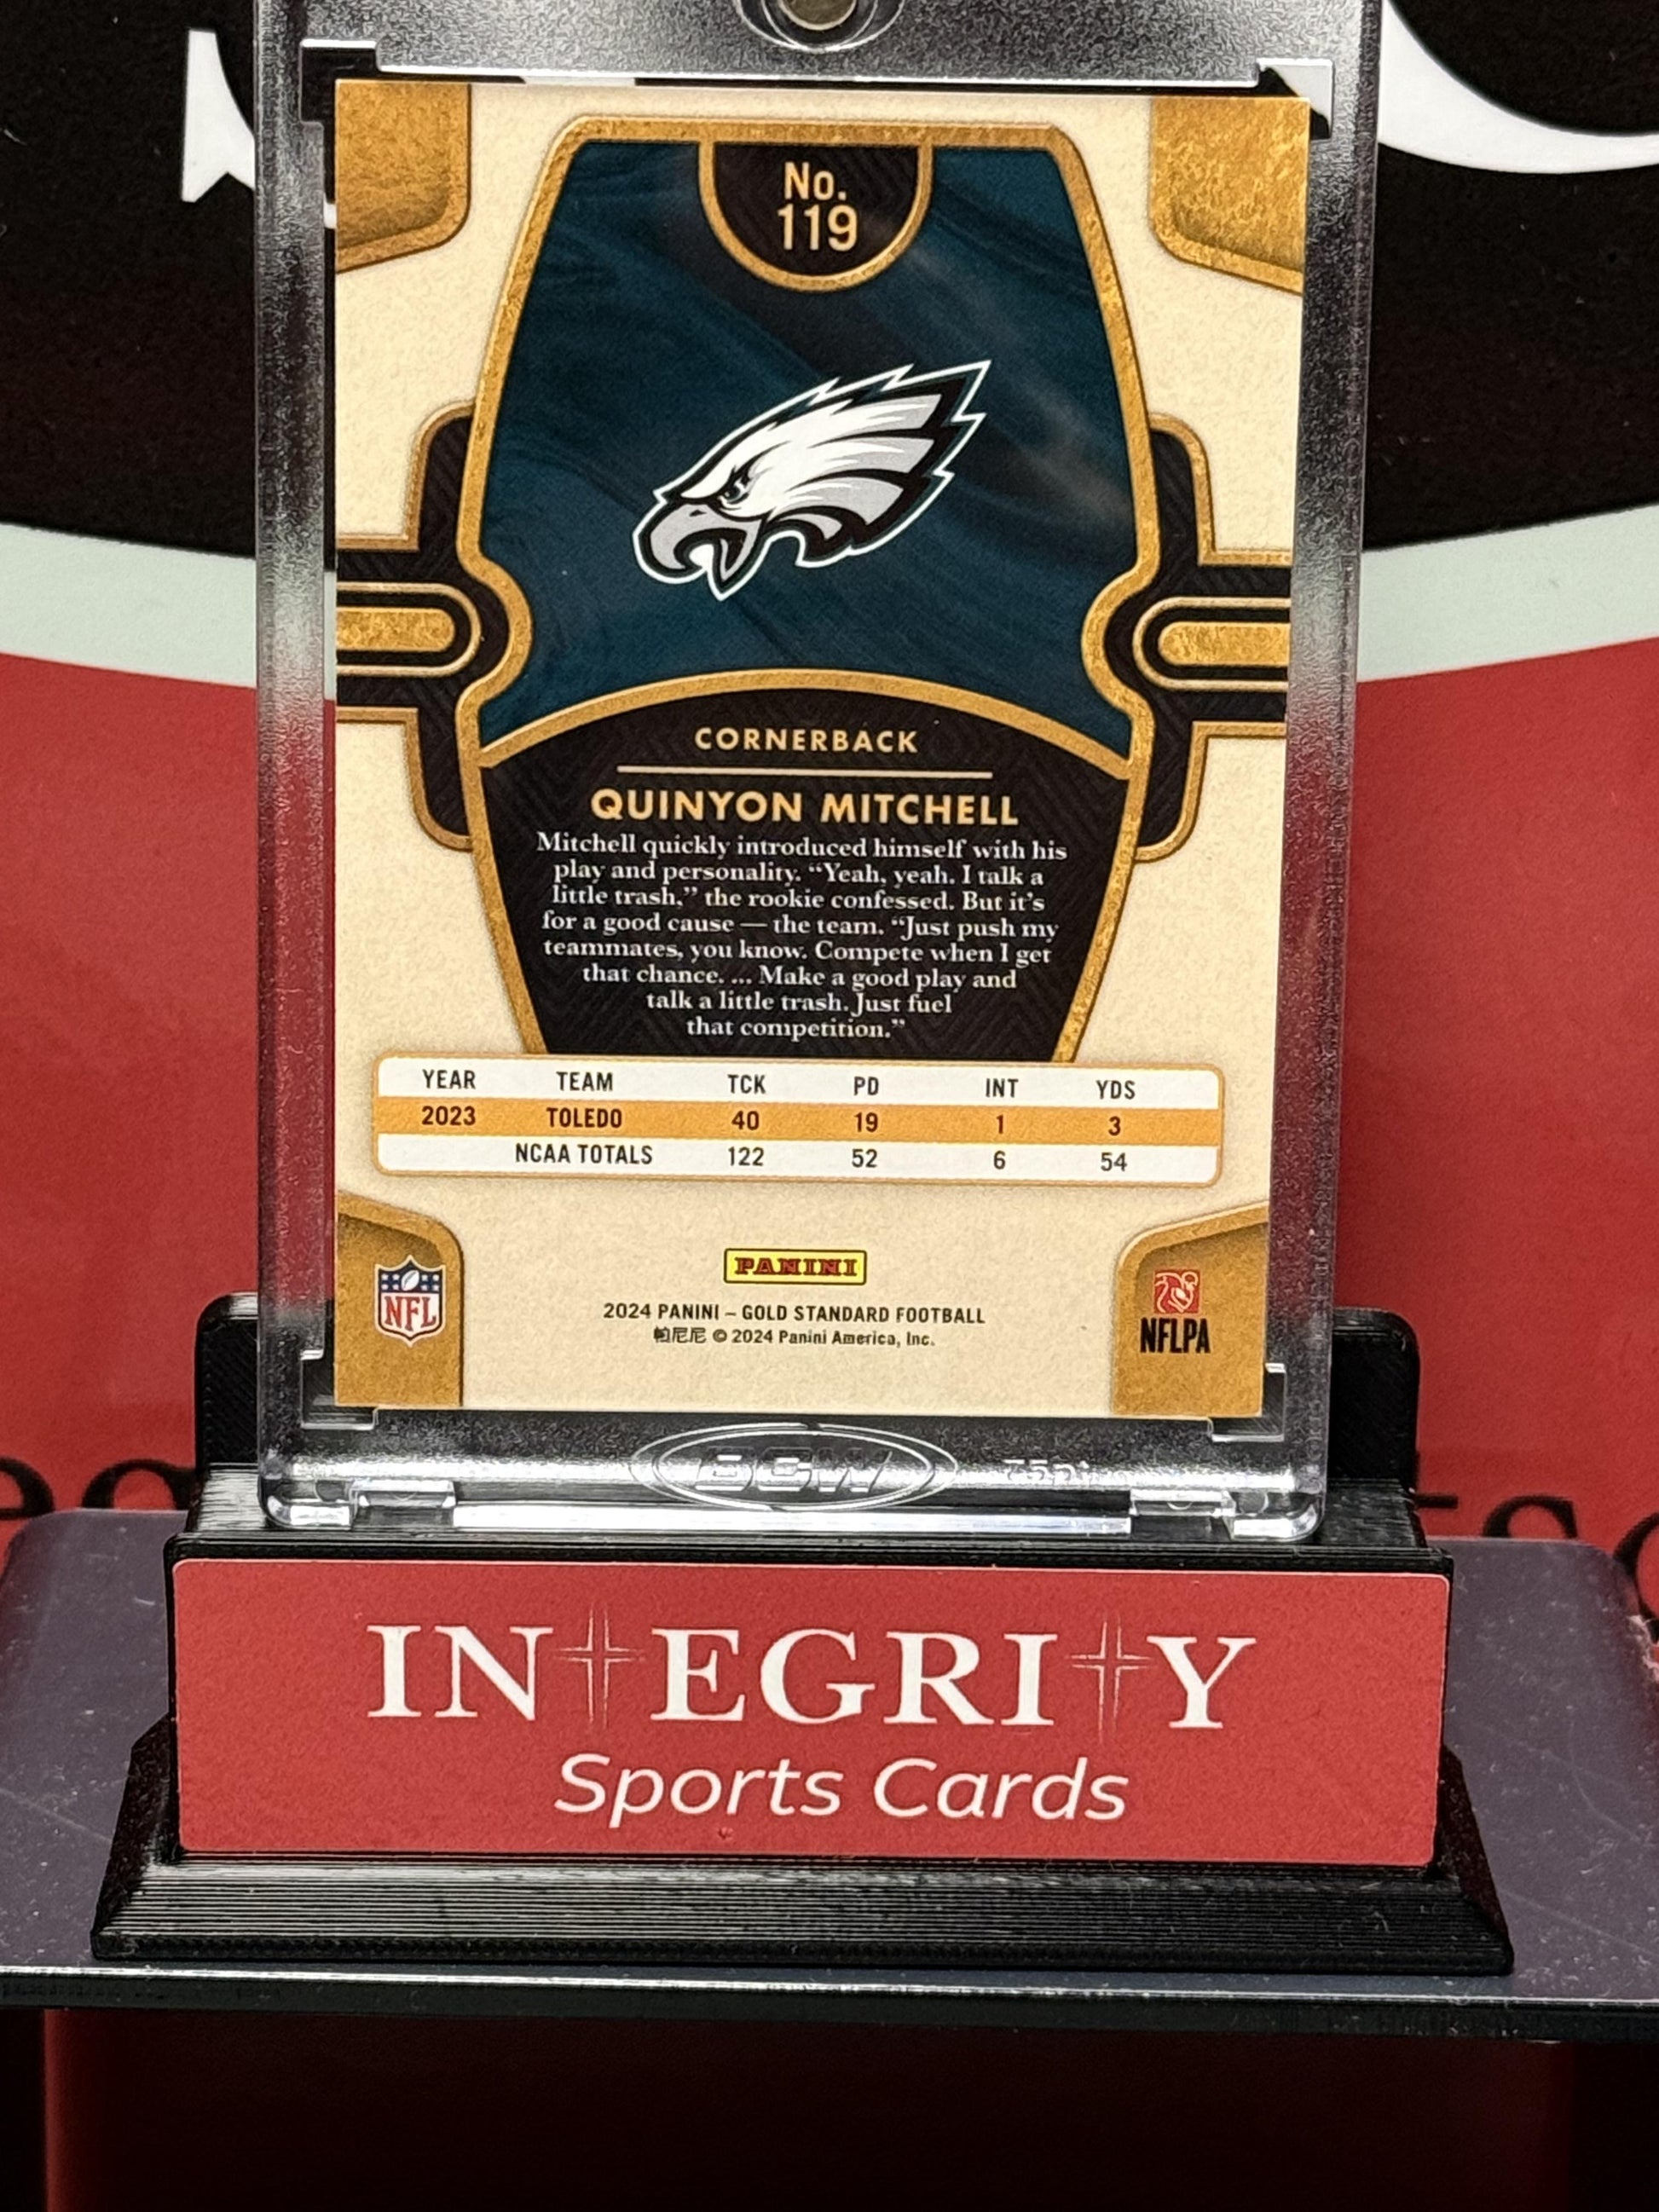 No.
119
CORNERBACK
QUINYON MITCHELL
Mitchell quickly introduced himself with his
play and personality. “Yeah, yeah. I talk a
little trash,” the rookie confessed. But it’s
for a good cause — the team. “Just push my
teammates, you know. Compete when I get
that chance. ... Make a good play and
talk a little trash. Just fuel
that competition.”
YEAR TEAM TCK PD INT YDS
2023 TOLEDO 40 19 1 3
NCAA TOTALS 122 52 6 54
PANINI
NFL
2024 PANINI – GOLD STANDARD FOOTBALL
帕尼尼 © 2024 Panini America, Inc.
NFLPA
BCW 75pt
INTEGRITY
Sports Cards